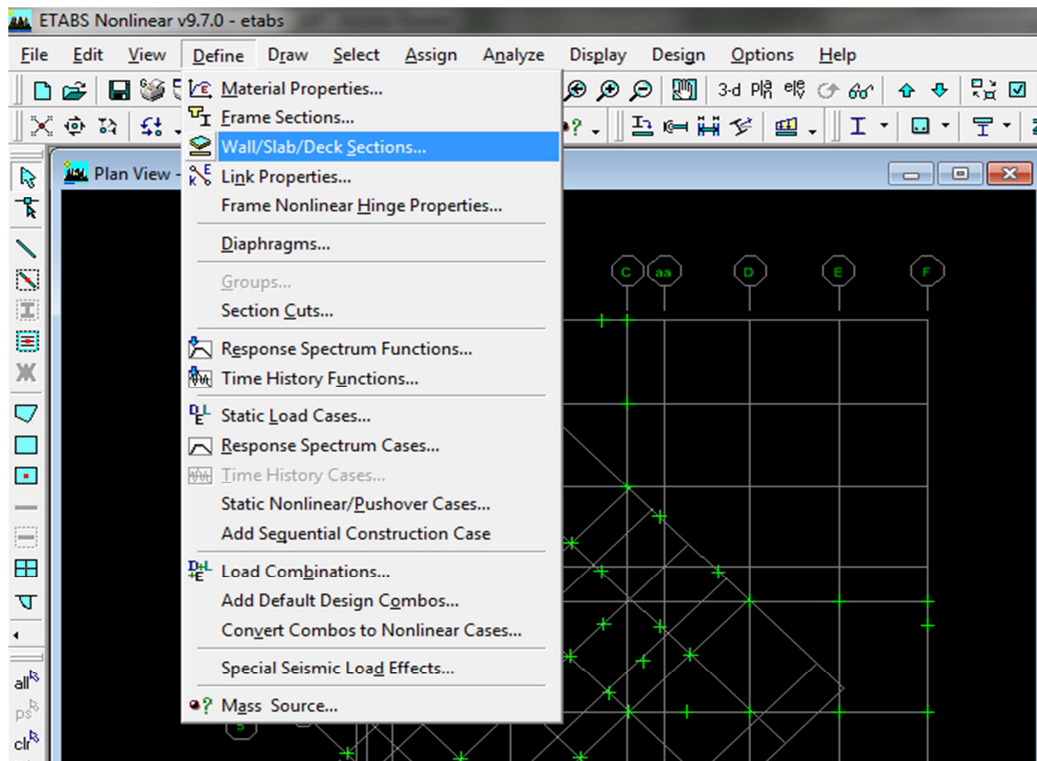 ETABS Nonlinear v9.7.0 - etabs
File Edit View Define Draw Select Assign Analyze Display Design Options Help
3-d
Plan View -
Material Properties...
Frame Sections...
Wall/Slab/Deck Sections...
Link Properties...
Frame Nonlinear Hinge Properties...
Diaphragms...
Groups...
Section Cuts...
Response Spectrum Functions...
Time History Functions...
Static Load Cases...
Response Spectrum Cases...
Time History Cases...
Static Nonlinear/Pushover Cases...
Add Sequential Construction Case
Load Combinations...
Add Default Design Combos...
Convert Combos to Nonlinear Cases...
Special Seismic Load Effects...
Mass Source...
C aa D E F
all
ps
clr